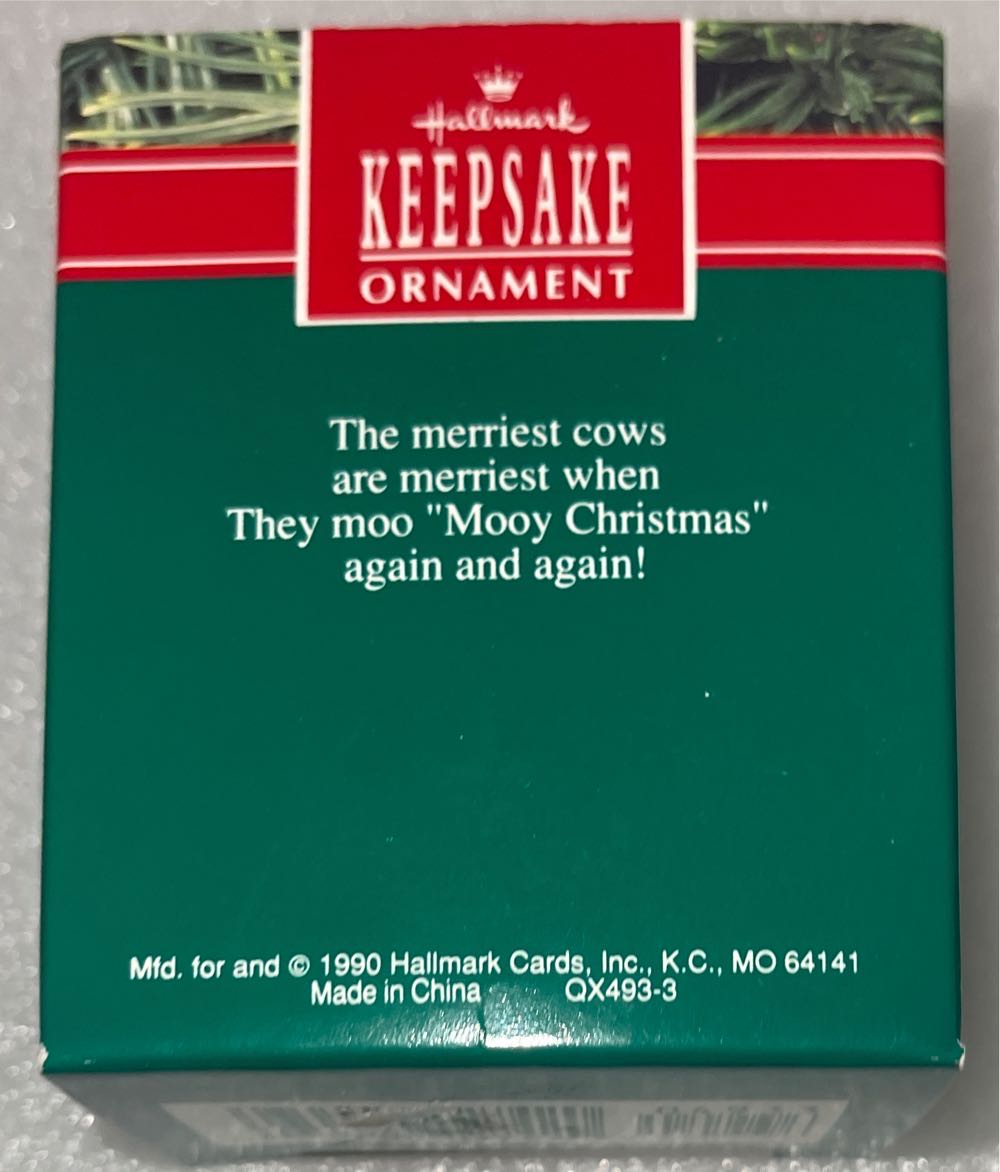 Hallmark
KEEPSAKE
ORNAMENT
The merriest cows
are merriest when
They moo "Mooy Christmas"
again and again!
Mfd. for and © 1990 Hallmark Cards, Inc., K.C., MO 64141
Made in China QX493-3